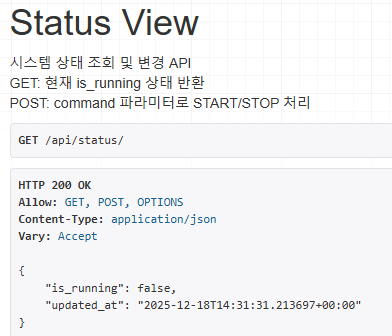 Status View
시스템 상태 조회 및 변경 API
GET: 현재 is_running 상태 반환
POST: command 파라미터로 START/STOP 처리
GET /api/status/
HTTP 200 OK
Allow: GET, POST, OPTIONS
Content-Type: application/json
Vary: Accept
{
    "is_running": false,
    "updated_at": "2025-12-18T14:31:31.213697+00:00"
}